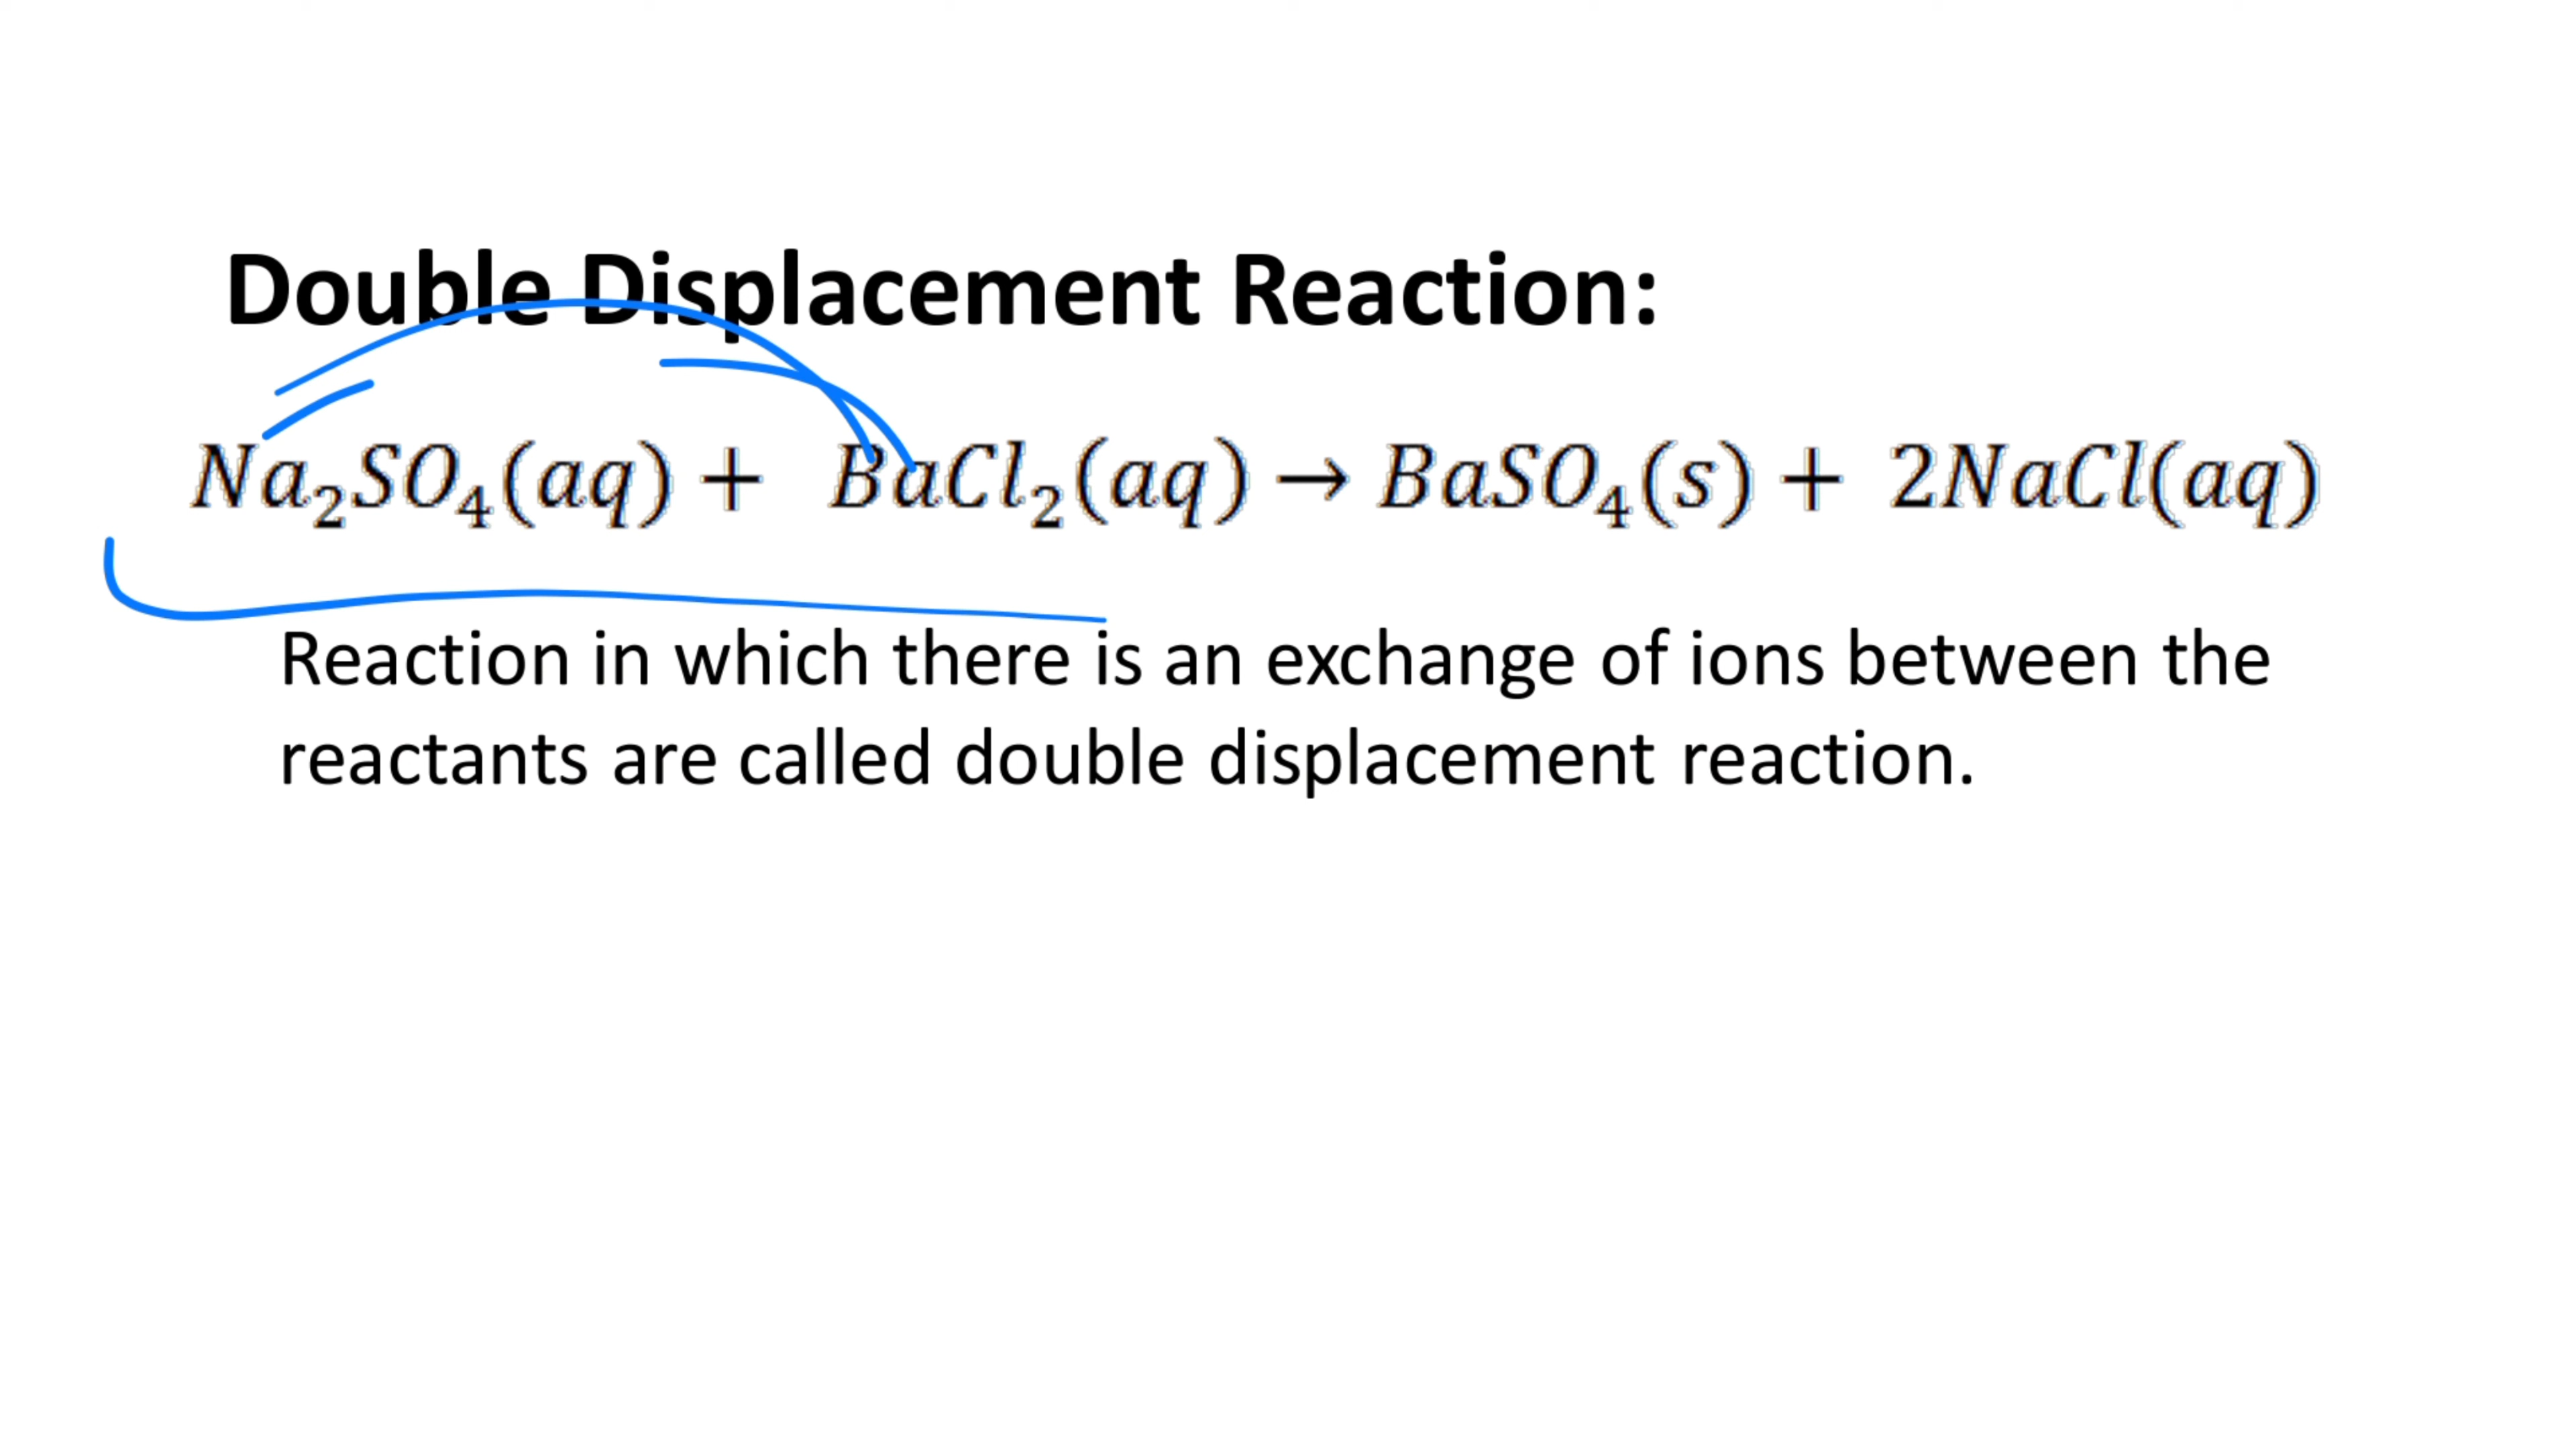 Double Displacement Reaction:
Na₂SO₄(aq) + BaCl₂(aq) → BaSO₄(s) + 2NaCl(aq)
Reaction in which there is an exchange of ions between the
reactants are called double displacement reaction.